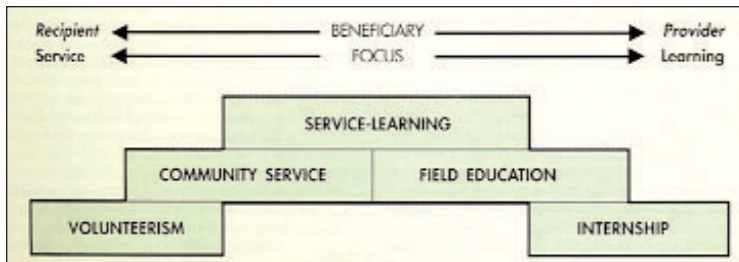 Recipient BENEFICIARY Provider
Service FOCUS Learning
SERVICE-LEARNING
COMMUNITY SERVICE FIELD EDUCATION
VOLUNTEERISM INTERNSHIP